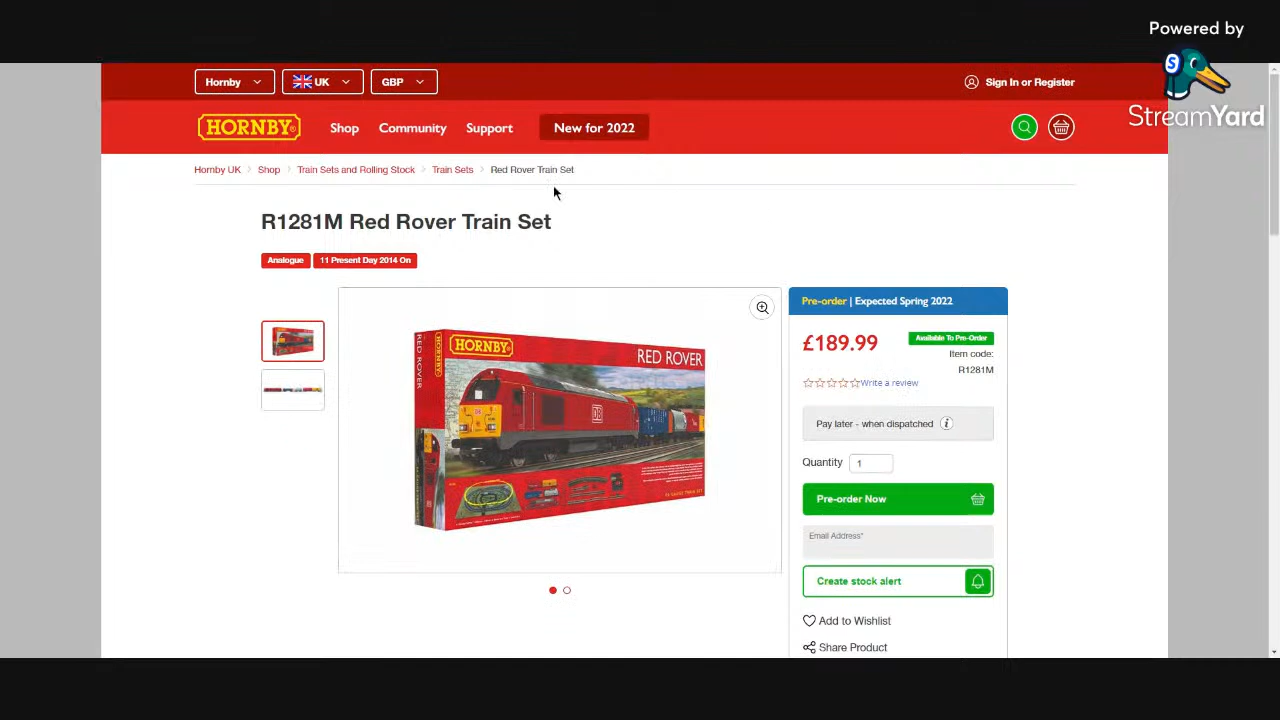 Powered by
StreamYard
Hornby
UK
GBP
Sign In or Register
HORNBY
Shop
Community
Support
New for 2022
Hornby UK > Shop > Train Sets and Rolling Stock > Train Sets > Red Rover Train Set
R1281M Red Rover Train Set
Analogue
11 Present Day 2014 On
HORNBY
RED ROVER
RED ROVER
HORNBY
DB
Pre-order | Expected Spring 2022
£189.99
Available To Pre-Order
Item code:
R1281M
Write a review
Pay later - when dispatched
Quantity 1
Pre-order Now
Email Address*
Create stock alert
Add to Wishlist
Share Product